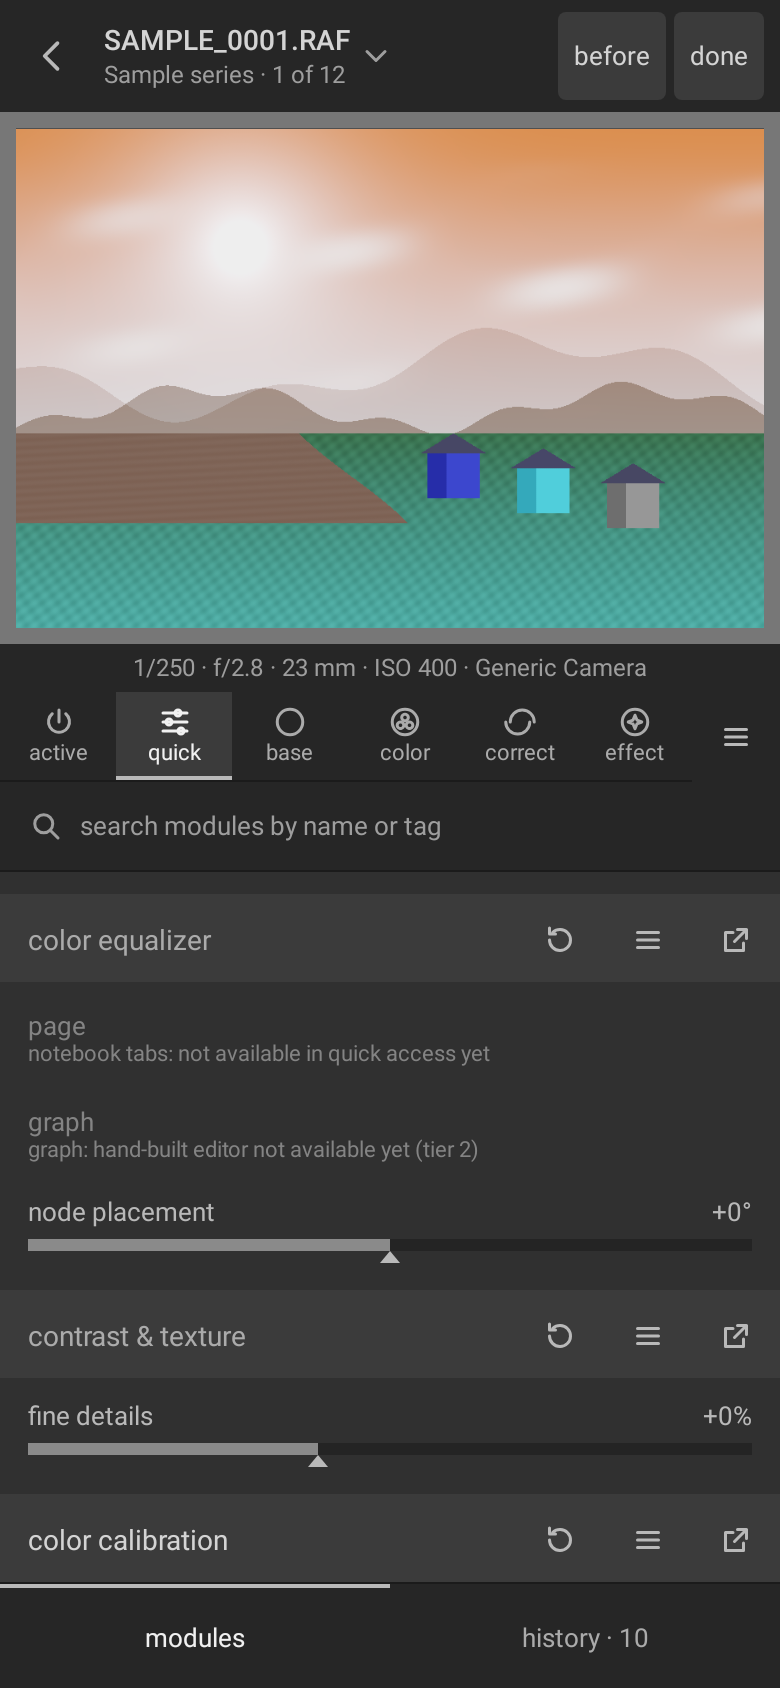 SAMPLE_0001.RAF
Sample series · 1 of 12
before
done
1/250 · f/2.8 · 23 mm · ISO 400 · Generic Camera
active
quick
base
color
correct
effect
search modules by name or tag
color equalizer
page
notebook tabs: not available in quick access yet
graph
graph: hand-built editor not available yet (tier 2)
node placement +0°
contrast & texture
fine details +0%
color calibration
modules
history · 10